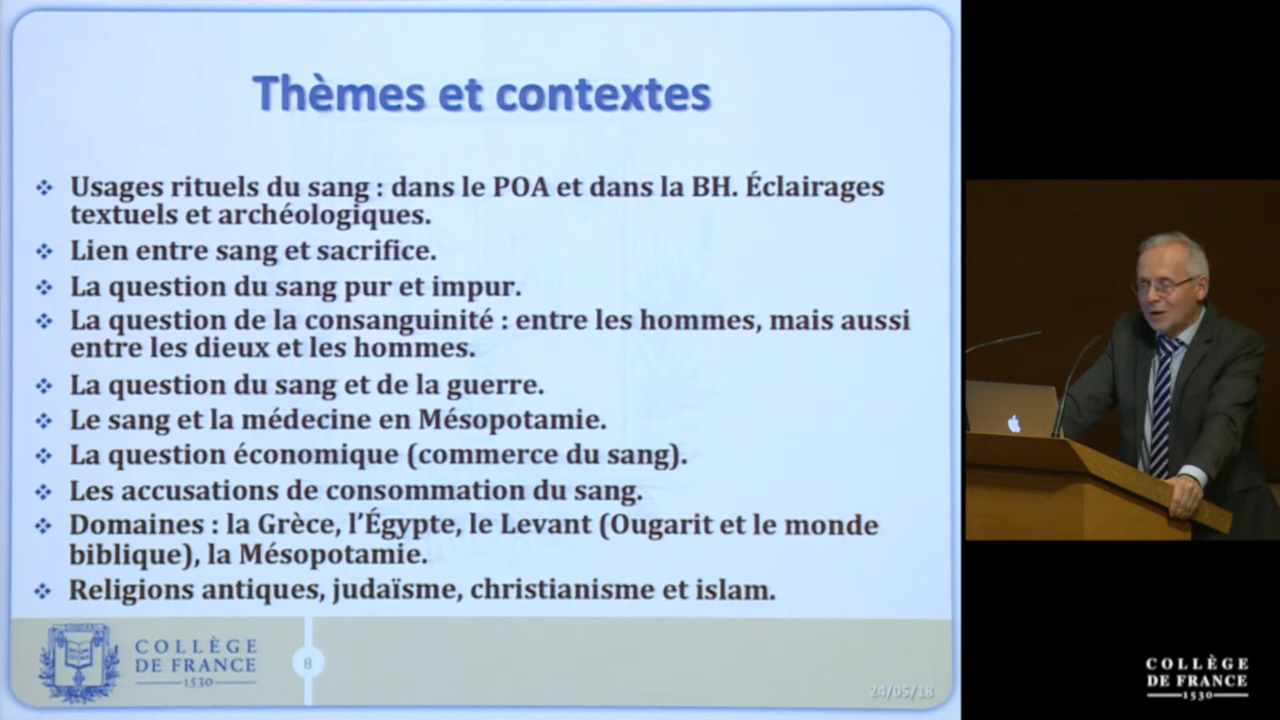 Thèmes et contextes
Usages rituels du sang : dans le POA et dans la BH. Éclairages
textuels et archéologiques.
Lien entre sang et sacrifice.
La question du sang pur et impur.
La question de la consanguinité : entre les hommes, mais aussi
entre les dieux et les hommes.
La question du sang et de la guerre.
Le sang et la médecine en Mésopotamie.
La question économique (commerce du sang).
Les accusations de consommation du sang.
Domaines : la Grèce, l’Égypte, le Levant (Ougarit et le monde
biblique), la Mésopotamie.
Religions antiques, judaïsme, christianisme et islam.
COLLÈGE
DE FRANCE
1530
8
24/05/18
COLLÈGE
DE FRANCE
1530